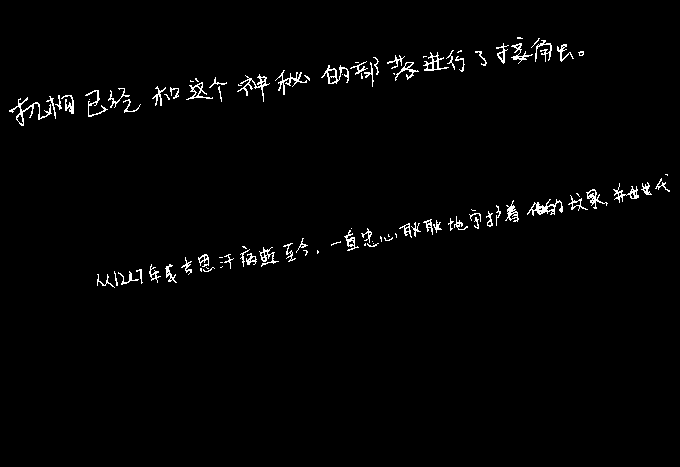 机构已经和这个神秘的部落进行了接触。
从1227年成吉思汗病逝至今，一直忠心耿耿地守护着他的坟墓，并世世代